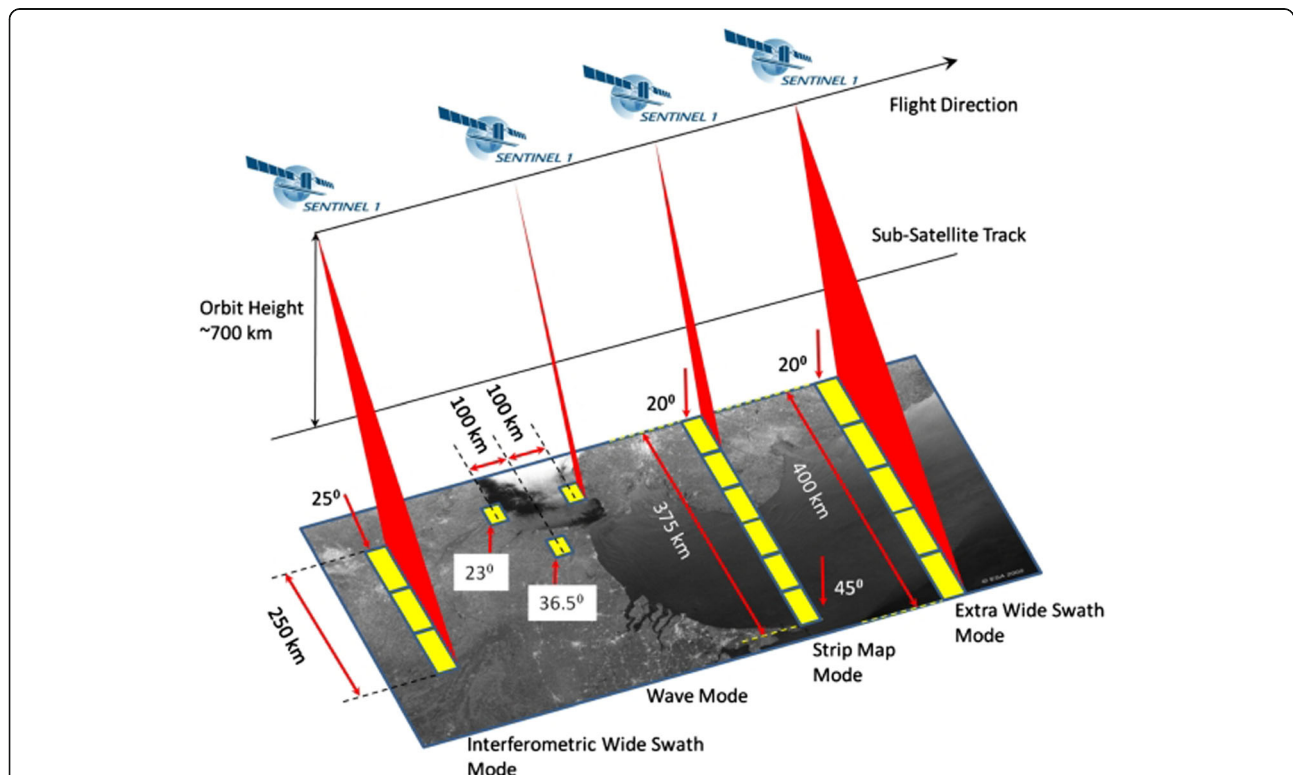 SENTINEL 1
SENTINEL 1
SENTINEL 1
SENTINEL 1
Flight Direction
Sub-Satellite Track
Orbit Height
~700 km
100 km
100 km
20⁰
20⁰
25⁰
23⁰
36.5⁰
375 km
400 km
45⁰
250 km
© ESA 2002
Extra Wide Swath
Mode
Strip Map
Mode
Wave Mode
Interferometric Wide Swath
Mode